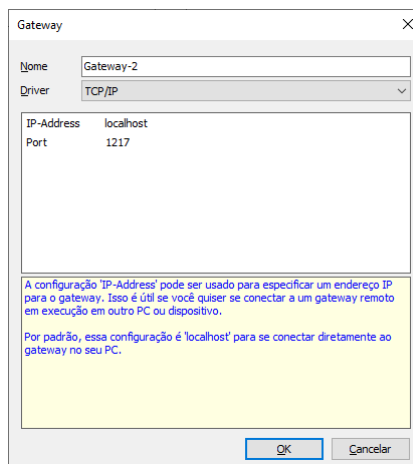 Gateway
Nome Gateway-2
Driver TCP/IP
IP-Address localhost
Port 1217
A configuração 'IP-Address' pode ser usado para especificar um endereço IP
para o gateway. Isso é útil se você quiser se conectar a um gateway remoto
em execução em outro PC ou dispositivo.
Por padrão, essa configuração é 'localhost' para se conectar diretamente ao
gateway no seu PC.
OK Cancelar